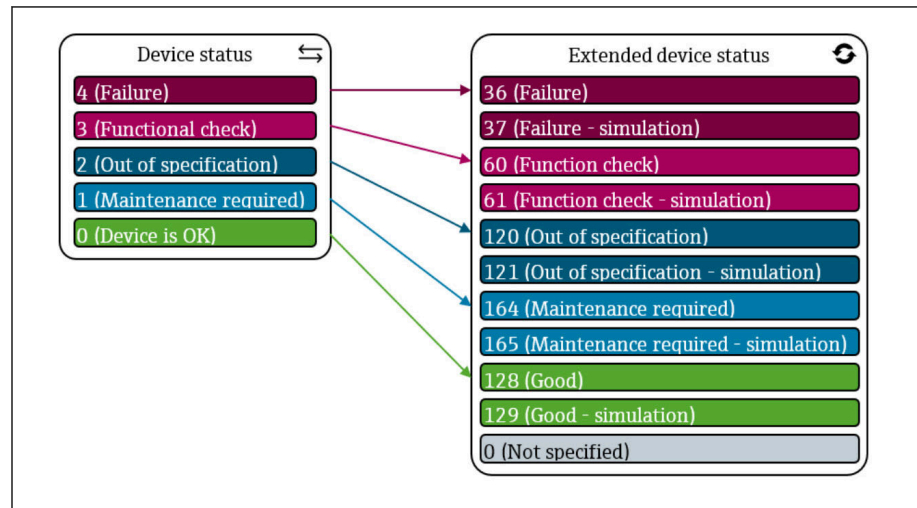 Device status
4 (Failure)
3 (Functional check)
2 (Out of specification)
1 (Maintenance required)
0 (Device is OK)
Extended device status
36 (Failure)
37 (Failure - simulation)
60 (Function check)
61 (Function check - simulation)
120 (Out of specification)
121 (Out of specification - simulation)
164 (Maintenance required)
165 (Maintenance required - simulation)
128 (Good)
129 (Good - simulation)
0 (Not specified)